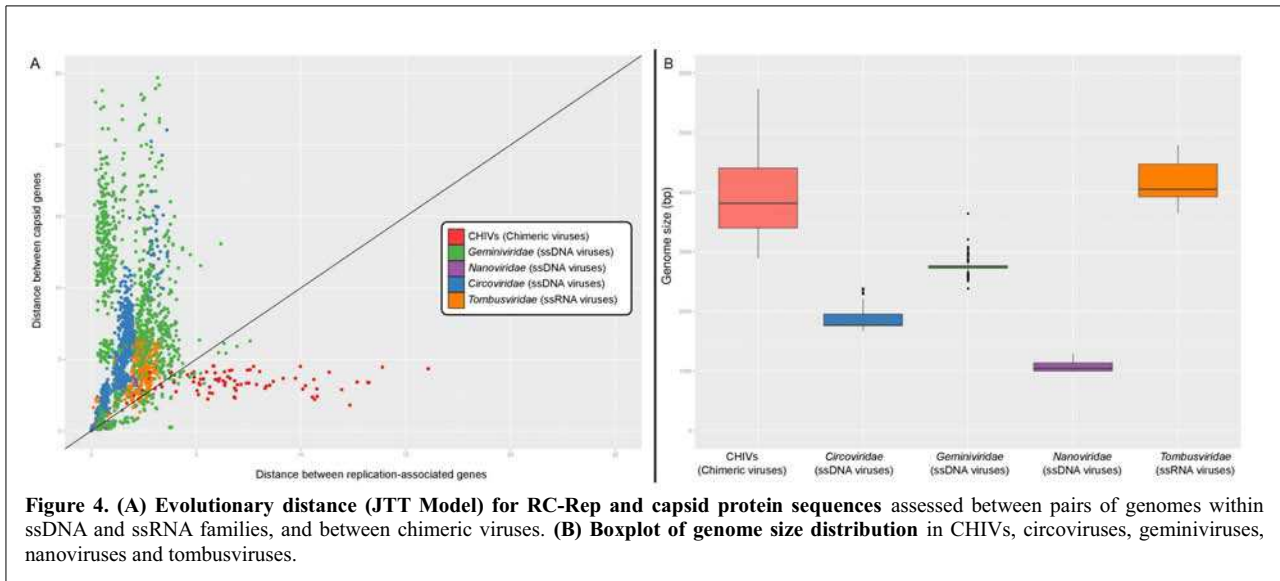 A
Distance between capsid genes
Distance between replication-associated genes
CHIVs (Chimeric viruses)
Geminiviridae (ssDNA viruses)
Nanoviridae (ssDNA viruses)
Circoviridae (ssDNA viruses)
Tombusviridae (ssRNA viruses)
B
Genome size (bp)
CHIVs
(Chimeric viruses)
Circoviridae
(ssDNA viruses)
Geminiviridae
(ssDNA viruses)
Nanoviridae
(ssDNA viruses)
Tombusviridae
(ssRNA viruses)
Figure 4. (A) Evolutionary distance (JTT Model) for RC-Rep and capsid protein sequences assessed between pairs of genomes within
ssDNA and ssRNA families, and between chimeric viruses. (B) Boxplot of genome size distribution in CHIVs, circoviruses, geminiviruses,
nanoviruses and tombusviruses.